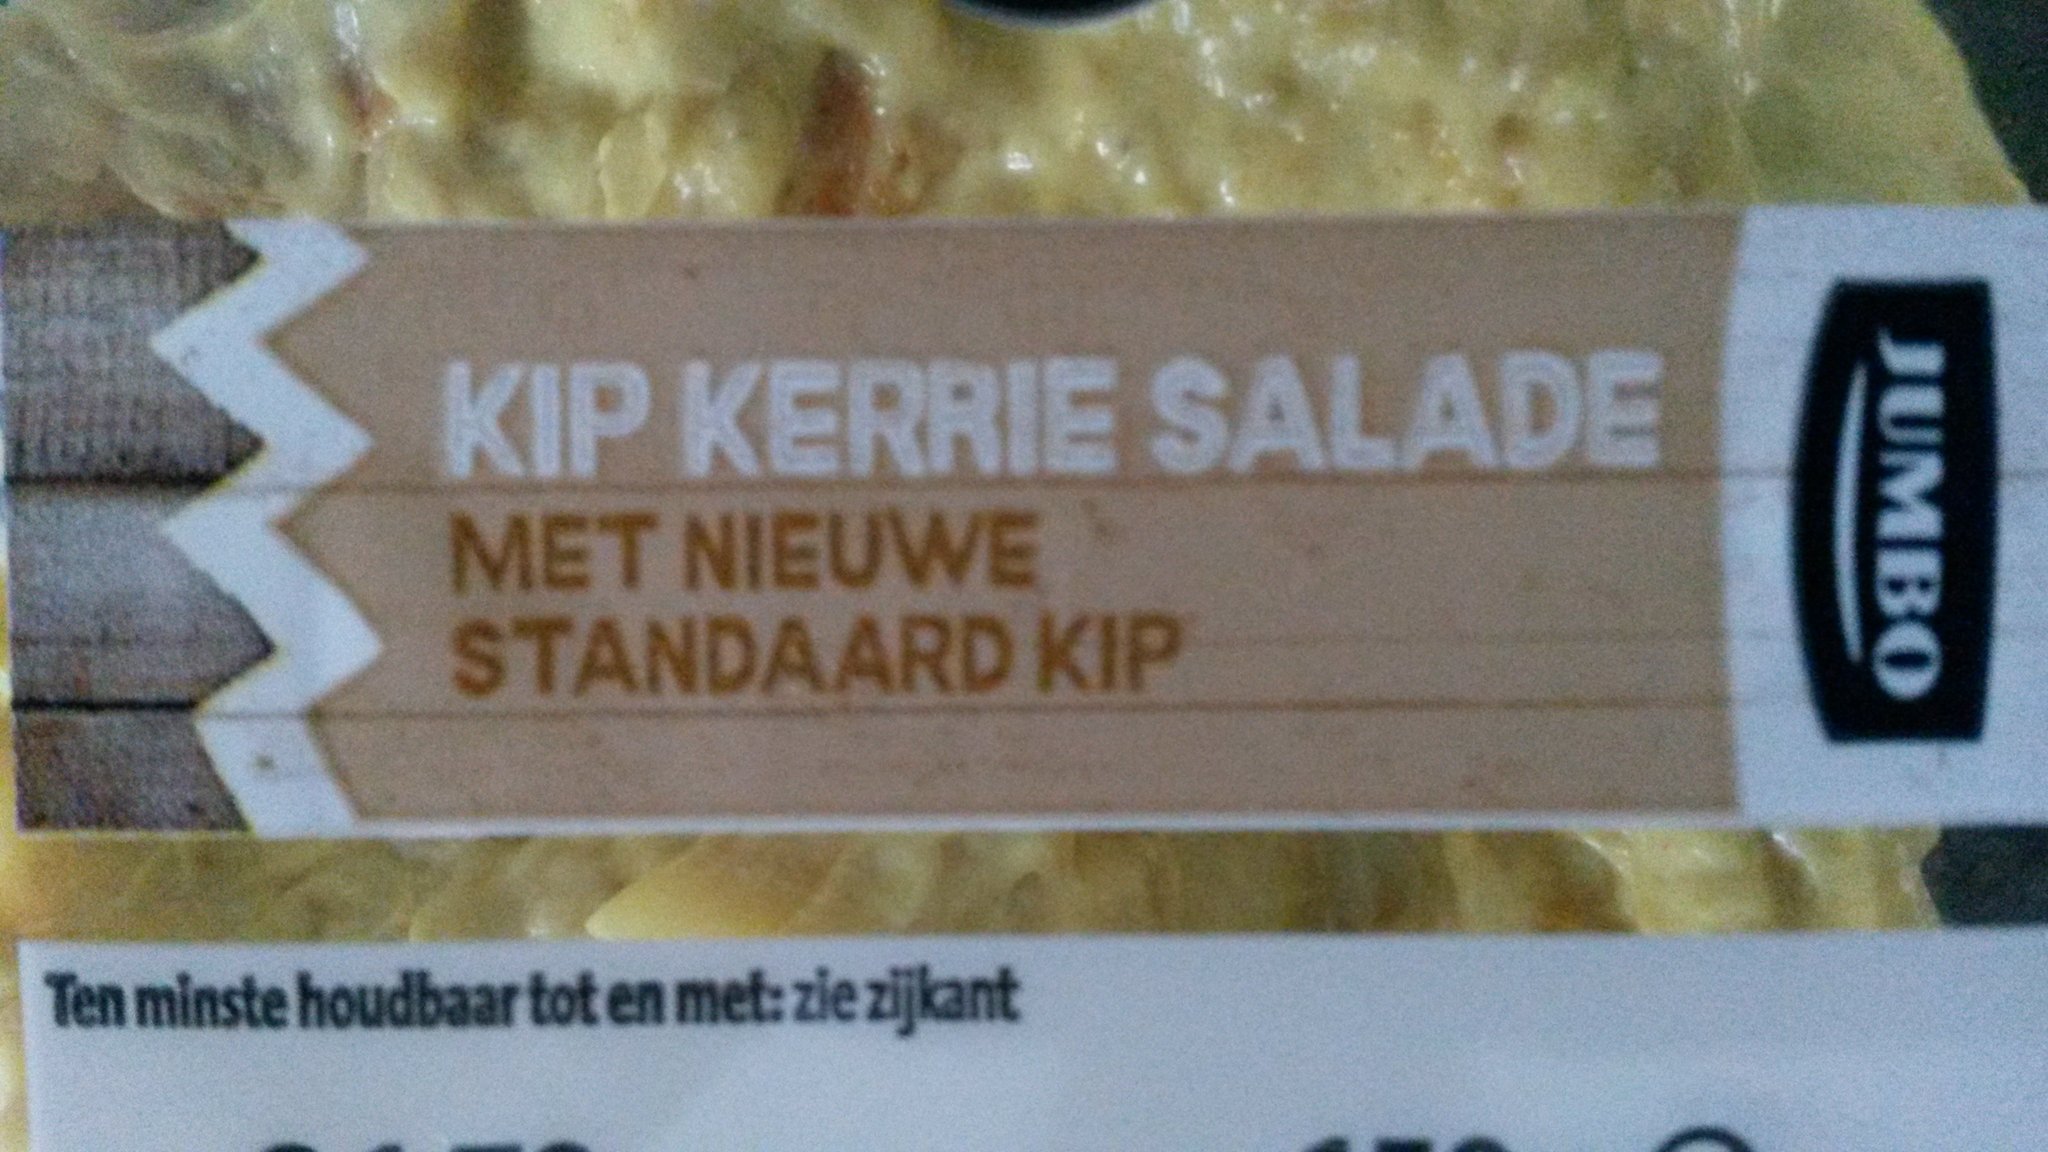 KIP KERRIE SALADE
MET NIEUWE
STANDAARD KIP
JUMBO
Ten minste houdbaar tot en met: zie zijkant